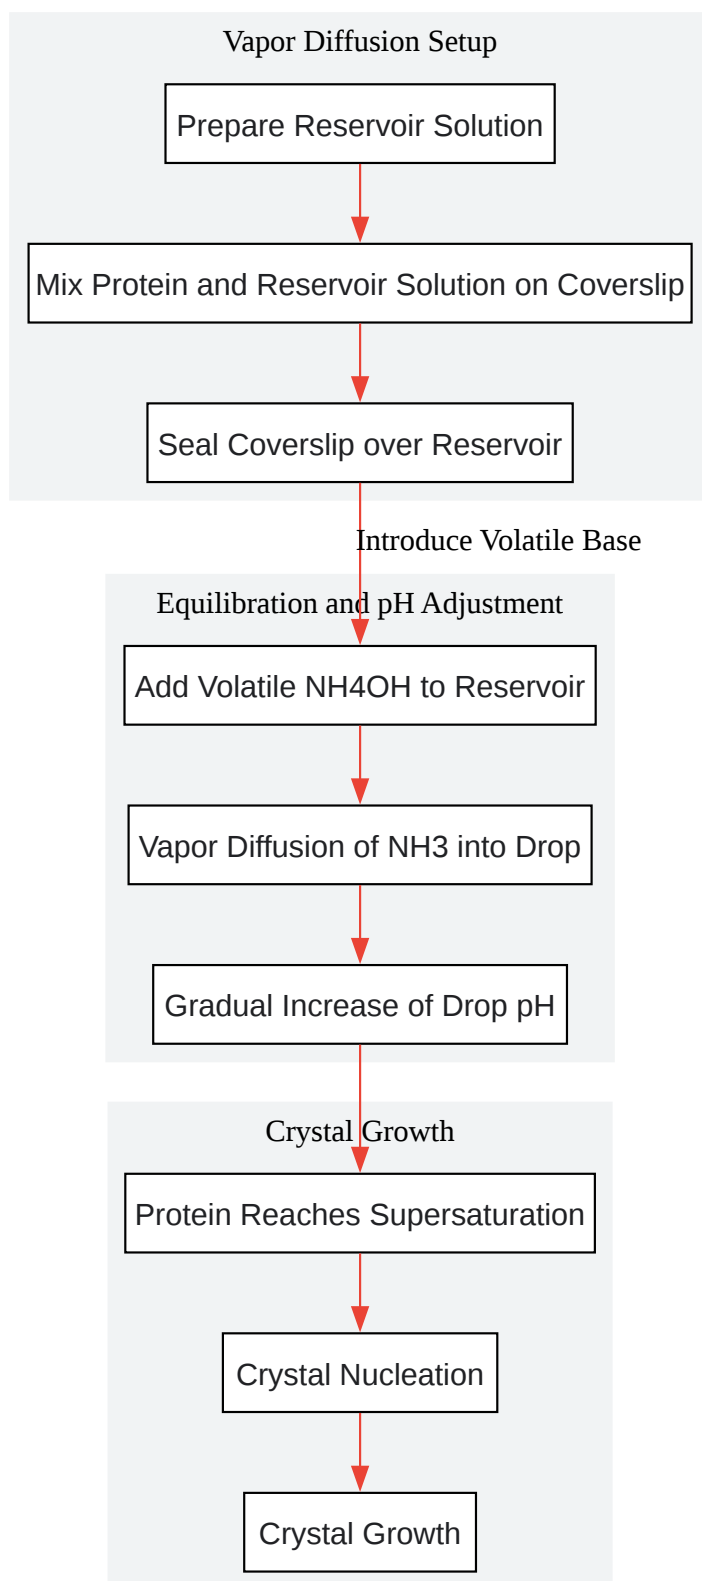 Vapor Diffusion Setup
Prepare Reservoir Solution
Mix Protein and Reservoir Solution on Coverslip
Seal Coverslip over Reservoir
Introduce Volatile Base
Equilibration and pH Adjustment
Add Volatile NH4OH to Reservoir
Vapor Diffusion of NH3 into Drop
Gradual Increase of Drop pH
Crystal Growth
Protein Reaches Supersaturation
Crystal Nucleation
Crystal Growth